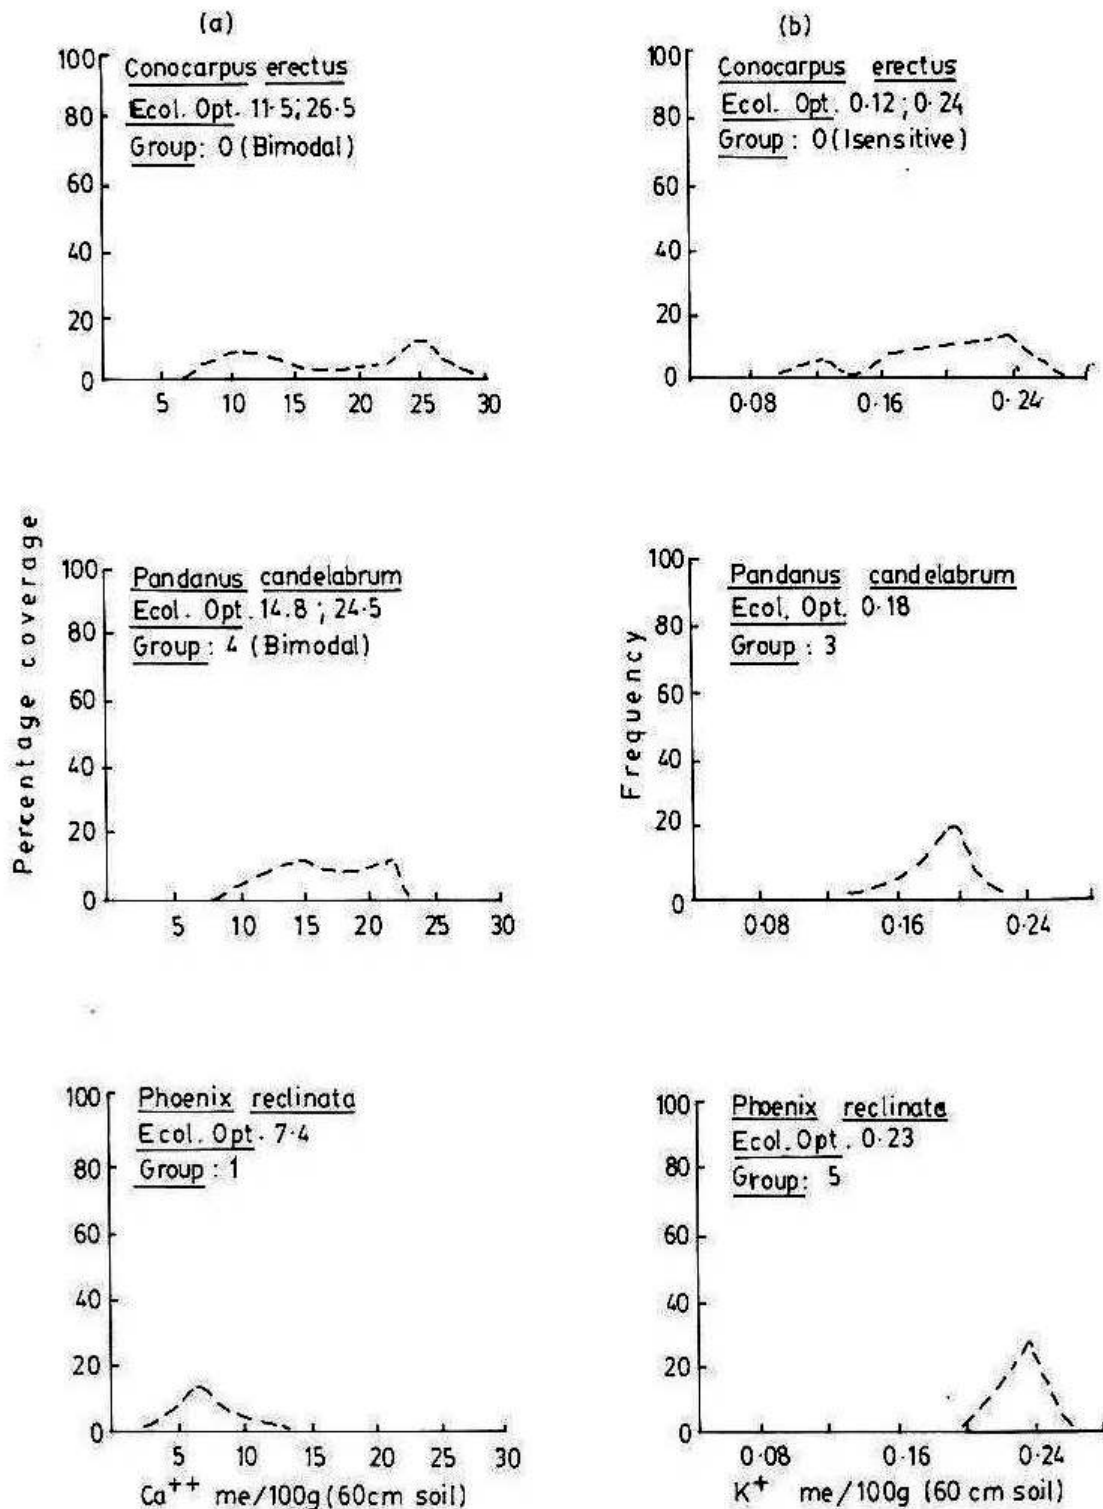 (a)
100
80
60
40
20
0
Conocarpus erectus
Ecol. Opt. 11·5; 26·5
Group: 0 (Bimodal)
5 10 15 20 25 30
(b)
100
80
60
40
20
0
Conocarpus erectus
Ecol. Opt. 0·12; 0·24
Group: 0 (Isensitive)
0·08 0·16 0·24
Percentage coverage
100
80
60
40
20
0
Pandanus candelabrum
Ecol. Opt. 14.8; 24·5
Group: 4 (Bimodal)
5 10 15 20 25 30
Frequency
100
80
60
40
20
0
Pandanus candelabrum
Ecol. Opt. 0·18
Group: 3
0·08 0·16 0·24
100
80
60
40
20
0
Phoenix reclinata
Ecol. Opt. 7·4
Group: 1
5 10 15 20 25 30
Ca++ me/100g (60cm soil)
100
80
60
40
20
0
Phoenix reclinata
Ecol. Opt. 0·23
Group: 5
0·08 0·16 0·24
K+ me/100g (60 cm soil)